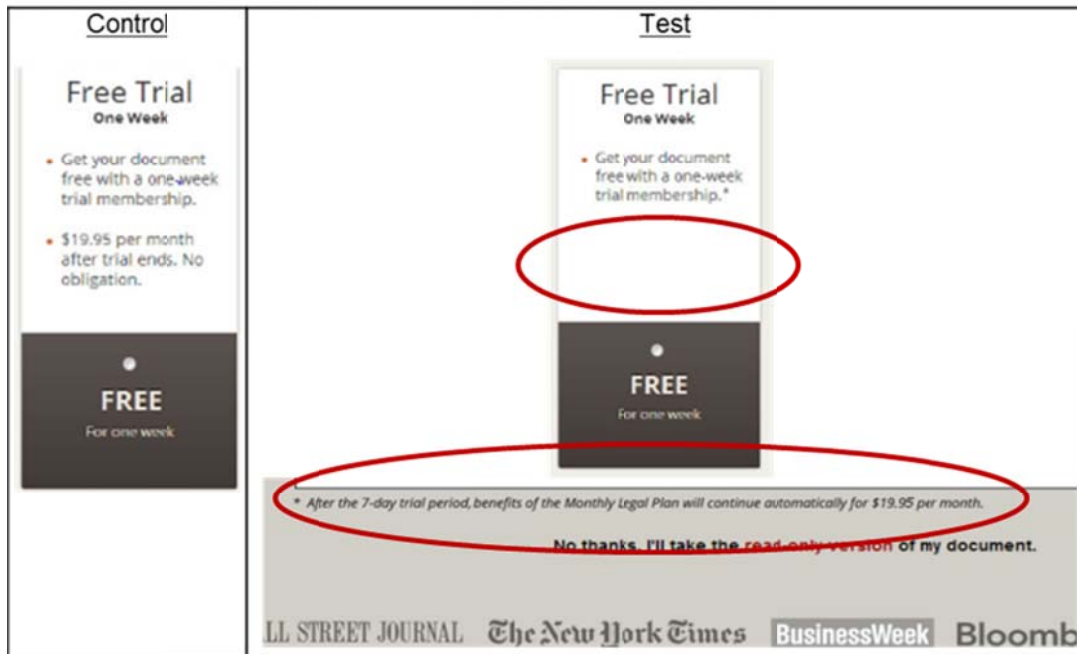 Control
Free Trial
One Week
• Get your document
free with a one-week
trial membership.
• $19.95 per month
after trial ends. No
obligation.
FREE
For one week
Test
Free Trial
One Week
• Get your document
free with a one-week
trial membership.*
FREE
For one week
* After the 7-day trial period, benefits of the Monthly Legal Plan will continue automatically for $19.95 per month.
No thanks, I'll take the read-only version of my document.
LL STREET JOURNAL The New York Times BusinessWeek Bloomb